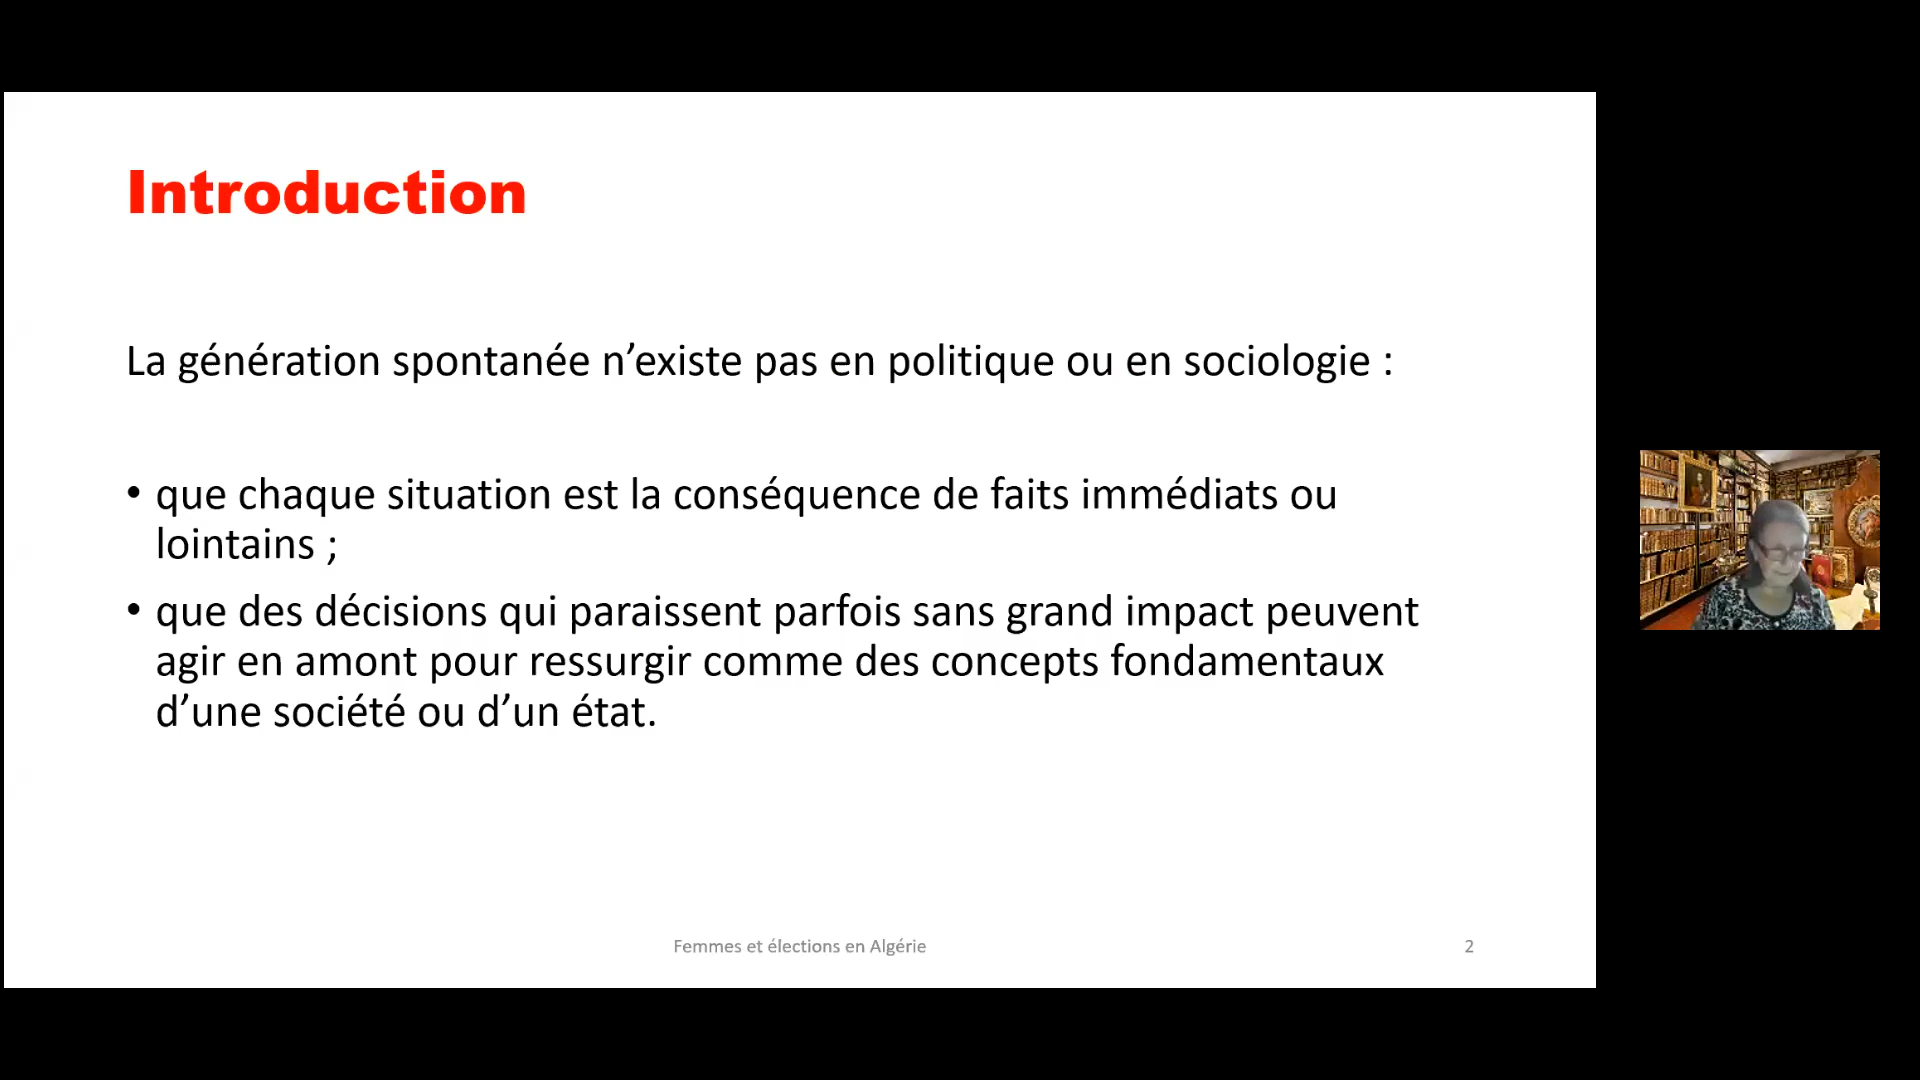 Introduction
La génération spontanée n’existe pas en politique ou en sociologie :
• que chaque situation est la conséquence de faits immédiats ou
lointains ;
• que des décisions qui paraissent parfois sans grand impact peuvent
agir en amont pour ressurgir comme des concepts fondamentaux
d’une société ou d’un état.
Femmes et élections en Algérie
2